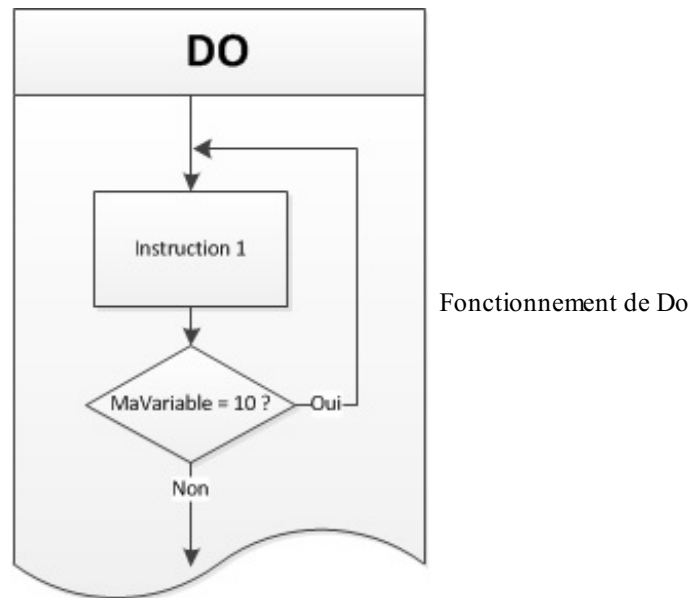 DO
Instruction 1
MaVariable = 10 ?
Oui
Non
Fonctionnement de Do